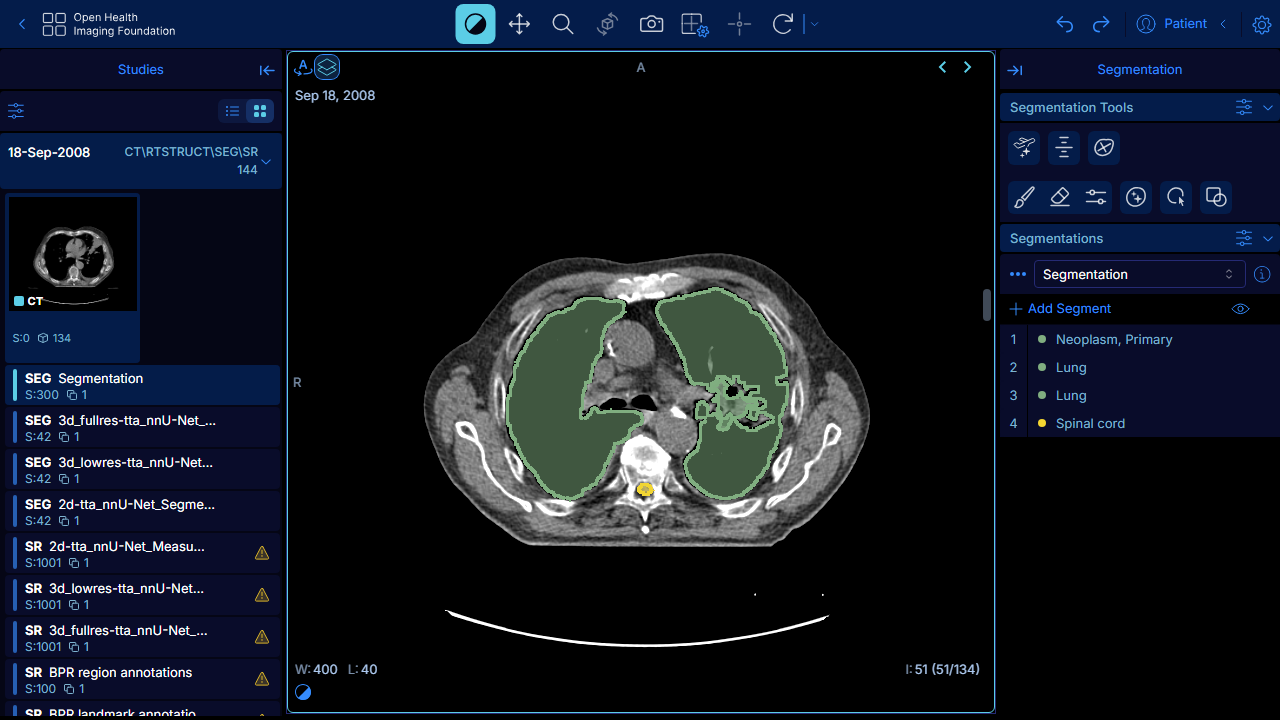 Open Health
Imaging Foundation
Patient
Studies
18-Sep-2008
CT\RTSTRUCT\SEG\SR
144
CT
S:0 134
SEG Segmentation
S:300 1
SEG 3d_fullres-tta_nnU-Net_...
S:42 1
SEG 3d_lowres-tta_nnU-Net...
S:42 1
SEG 2d-tta_nnU-Net_Segme...
S:42 1
SR 2d-tta_nnU-Net_Measu...
S:1001 1
SR 3d_lowres-tta_nnU-Net...
S:1001 1
SR 3d_fullres-tta_nnU-Net_...
S:1001 1
SR BPR region annotations
S:100 1
SR BPR landmark annotatio
A
A
Sep 18, 2008
R
W:400 L:40
I:51 (51/134)
Segmentation
Segmentation Tools
Segmentations
Segmentation
Add Segment
1 Neoplasm, Primary
2 Lung
3 Lung
4 Spinal cord